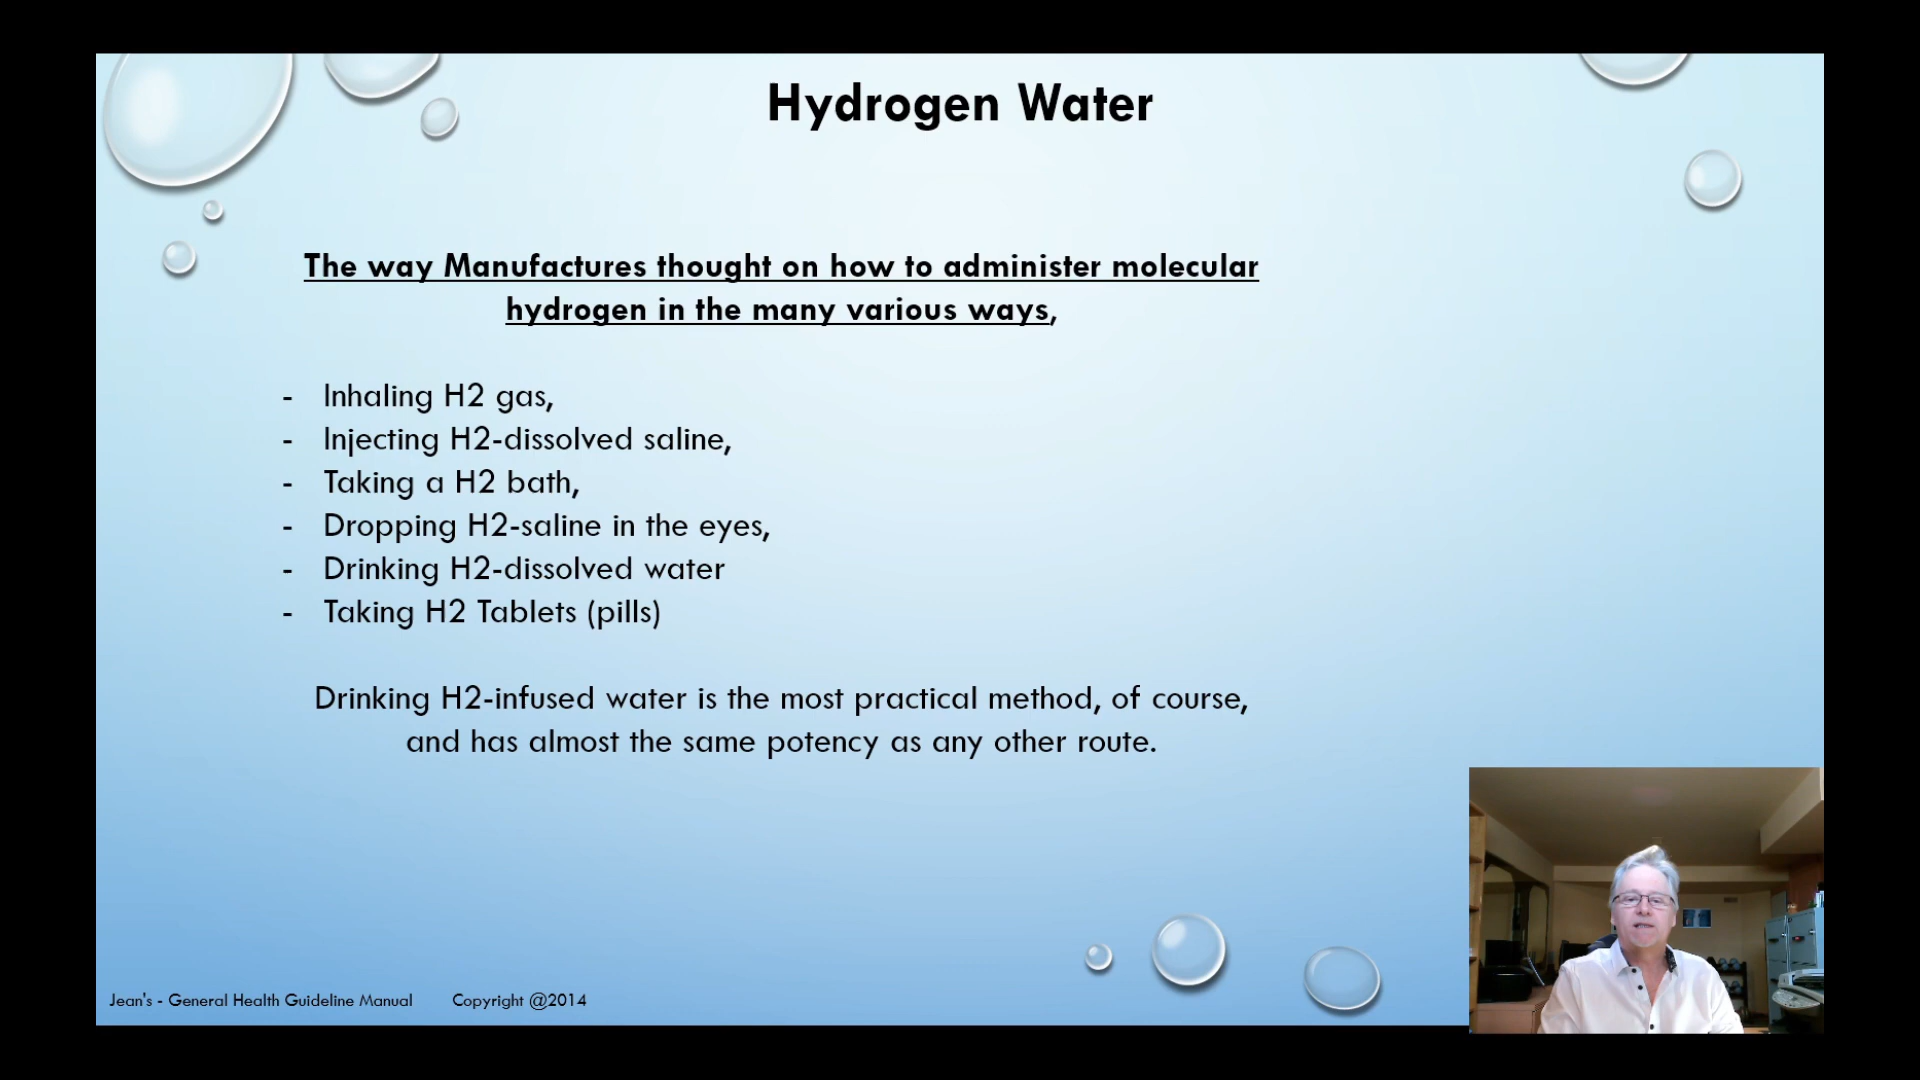 Hydrogen Water
The way Manufactures thought on how to administer molecular
hydrogen in the many various ways,
- Inhaling H2 gas,
- Injecting H2-dissolved saline,
- Taking a H2 bath,
- Dropping H2-saline in the eyes,
- Drinking H2-dissolved water
- Taking H2 Tablets (pills)
Drinking H2-infused water is the most practical method, of course,
and has almost the same potency as any other route.
Jean's - General Health Guideline Manual Copyright @2014